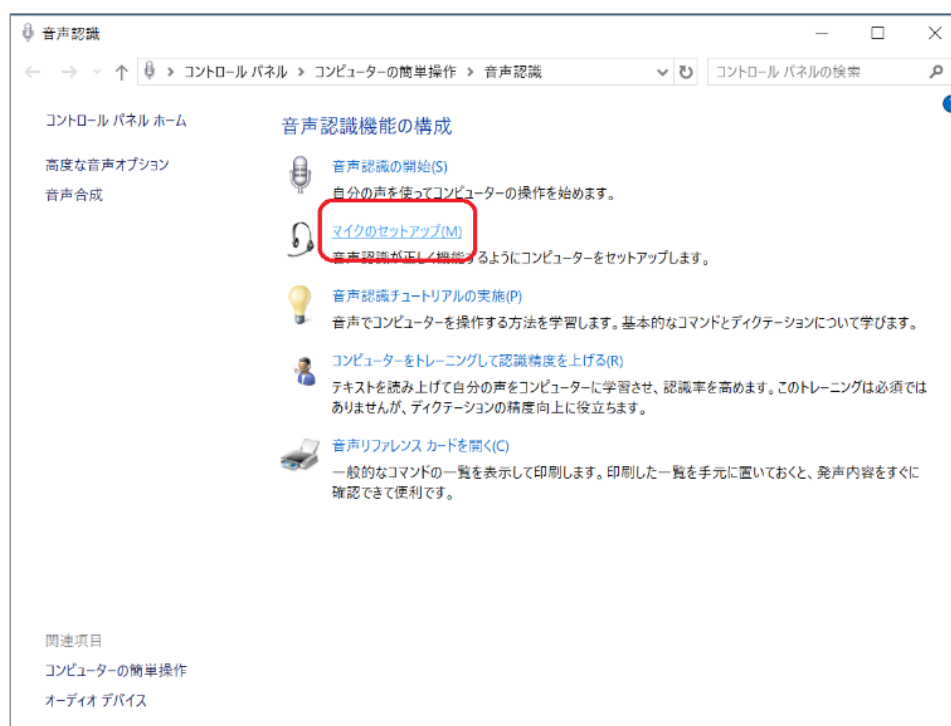 音声認識
コントロール パネル > コンピューターの簡単操作 > 音声認識
コントロール パネルの検索
コントロール パネル ホーム
高度な音声オプション
音声合成
音声認識機能の構成
音声認識の開始(S)
自分の声を使ってコンピューターの操作を始めます。
マイクのセットアップ(M)
音声認識が正しく機能するようにコンピューターをセットアップします。
音声認識チュートリアルの実施(P)
音声でコンピューターを操作する方法を学習します。基本的なコマンドとディクテーションについて学びます。
コンピューターをトレーニングして認識精度を上げる(R)
テキストを読み上げて自分の声をコンピューターに学習させ、認識率を高めます。このトレーニングは必須では
ありませんが、ディクテーションの精度向上に役立ちます。
音声リファレンス カードを開く(C)
一般的なコマンドの一覧を表示して印刷します。印刷した一覧を手元に置いておくと、発声内容をすぐに
確認できて便利です。
関連項目
コンピューターの簡単操作
オーディオ デバイス